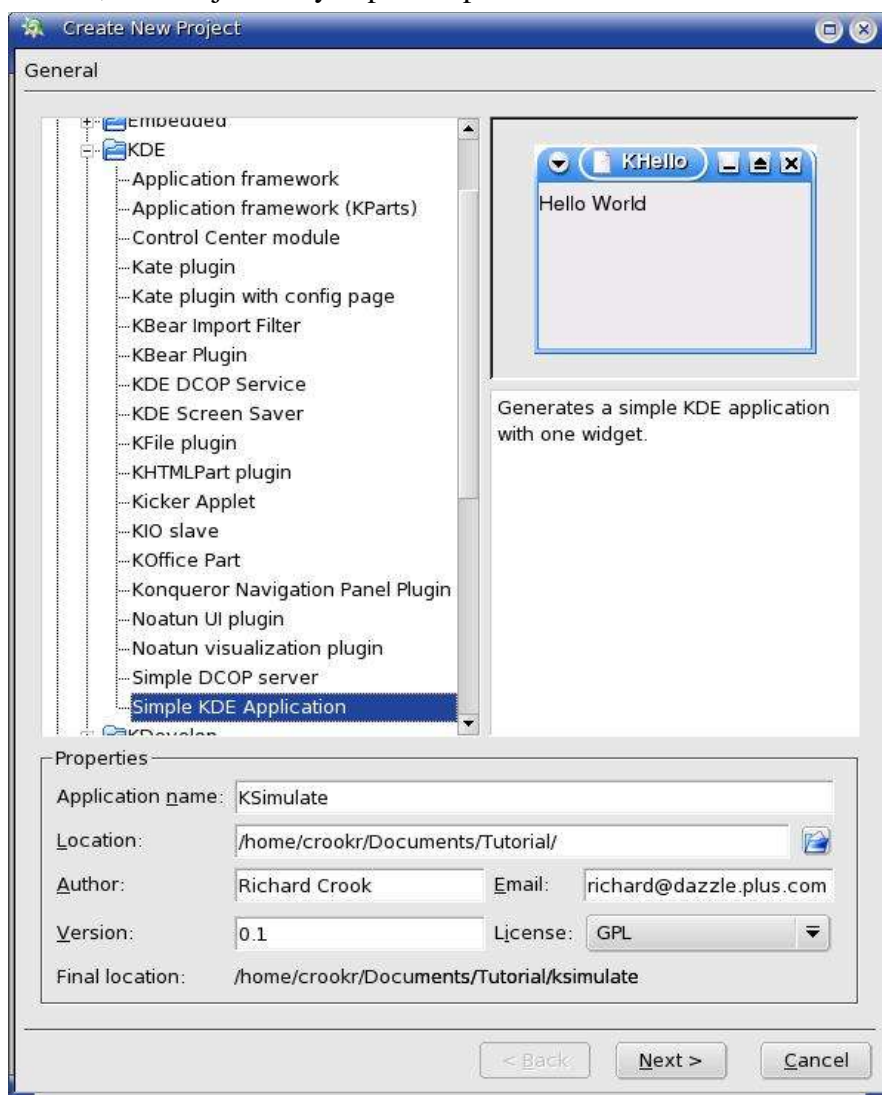 Create New Project
General
Embedded
KDE
Application framework
Application framework (KParts)
Control Center module
Kate plugin
Kate plugin with config page
KBear Import Filter
KBear Plugin
KDE DCOP Service
KDE Screen Saver
KFile plugin
KHTMLPart plugin
Kicker Applet
KIO slave
KOffice Part
Konqueror Navigation Panel Plugin
Noatun UI plugin
Noatun visualization plugin
Simple DCOP server
Simple KDE Application
KDevelop
KHello
Hello World
Generates a simple KDE application
with one widget.
Properties
Application name: KSimulate
Location: /home/crookr/Documents/Tutorial/
Author: Richard Crook Email: richard@dazzle.plus.com
Version: 0.1 License: GPL
Final location: /home/crookr/Documents/Tutorial/ksimulate
< Back Next > Cancel